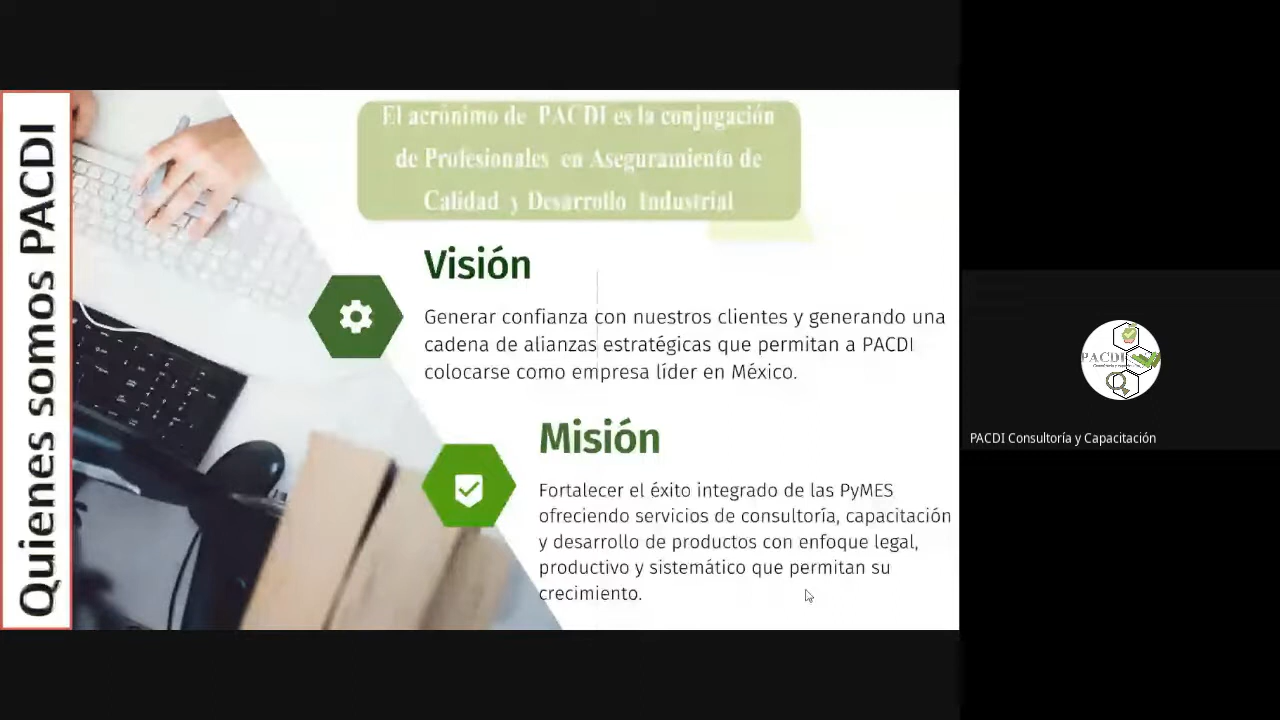 Quienes somos PACDI
El acrónimo de PACDI es la conjugación
de Profesionales en Aseguramiento de
Calidad y Desarrollo Industrial
Visión
Generar confianza con nuestros clientes y generando una
cadena de alianzas estratégicas que permitan a PACDI
colocarse como empresa líder en México.
Misión
Fortalecer el éxito integrado de las PyMES
ofreciendo servicios de consultoría, capacitación
y desarrollo de productos con enfoque legal,
productivo y sistemático que permitan su
crecimiento.
PACDI
PACDI Consultoría y Capacitación